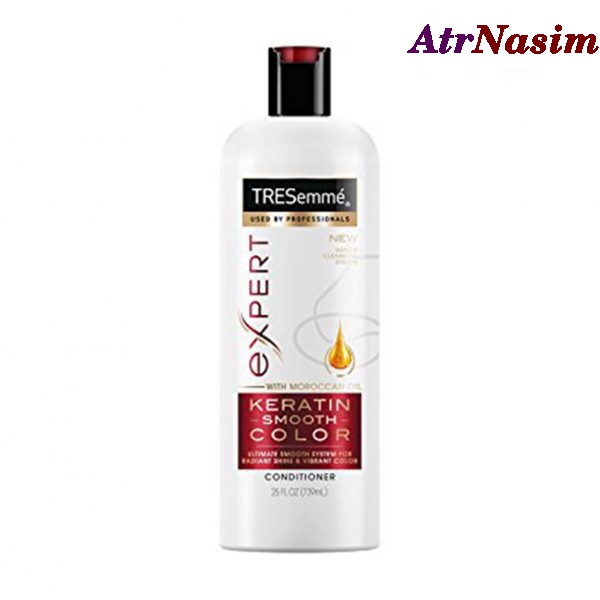 AtrNasim
TRESemmé®
USED BY PROFESSIONALS
EXPERT
NEW
WITH MOROCCAN OIL
KERATIN
SMOOTH
COLOR
ULTIMATE SMOOTH SYSTEM FOR
RADIANT SHINE & VIBRANT COLOR
CONDITIONER
25 FL OZ (739mL)